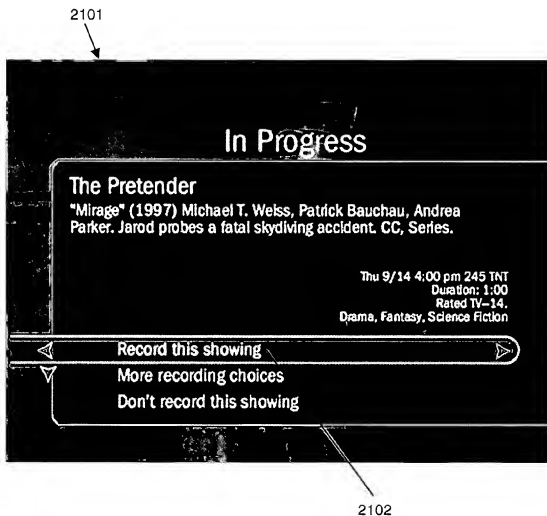 2101
In Progress
The Pretender
"Mirage" (1997) Michael T. Weiss, Patrick Bauchau, Andrea
Parker. Jarod probes a fatal skydiving accident. CC, Series.
Thu 9/14 4:00 pm 245 TNT
Duration: 1:00
Rated TV-14.
Drama, Fantasy, Science Fiction
Record this showing
More recording choices
Don't record this showing
2102